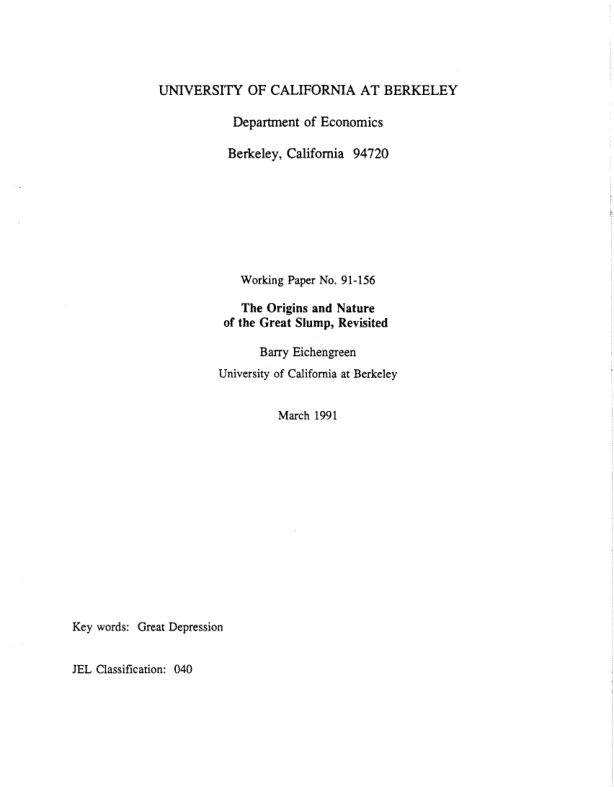 UNIVERSITY OF CALIFORNIA AT BERKELEY
Department of Economics
Berkeley, California 94720
Working Paper No. 91-156
The Origins and Nature
of the Great Slump, Revisited
Barry Eichengreen
University of California at Berkeley
March 1991
Key words: Great Depression
JEL Classification: 040